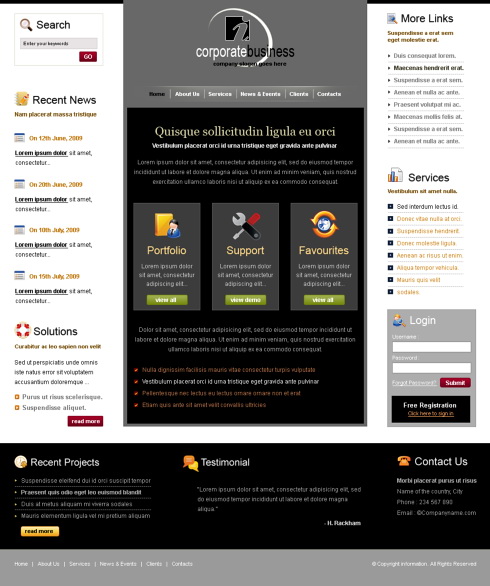 Search
Enter your keywords
GO
Recent News
Nam placerat massa tristique
On 12th June, 2009
Lorem ipsum dolor sit amet,
consectetur...
On 20th June, 2009
Lorem ipsum dolor sit amet,
consectetur...
On 10th July, 2009
Lorem ipsum dolor sit amet,
consectetur...
On 15th July, 2009
Lorem ipsum dolor sit amet,
consectetur...
Solutions
Curabitur ac leo sapien non velit
Sed ut perspiciatis unde omnis
iste natus error sit voluptatem
accusantium doloremque ...
Purus ut risus scelerisque.
Suspendisse aliquet.
read more
corporatebusiness
company slogan goes here
Home
About Us
Services
News & Events
Clients
Contacts
Quisque sollicitudin ligula eu orci
Vestibulum placerat orci id urna tristique eget gravida ante pulvinar
Lorem ipsum dolor sit amet, consectetur adipisicing elit, sed do eiusmod tempor
incididunt ut labore et dolore magna aliqua. Ut enim ad minim veniam, quis nostrud
exercitation ullamco laboris nisi ut aliquip ex ea commodo consequat.
Portfolio
Lorem ipsum dolor
sit amet, consectetur
adipiscing elit...
view all
Support
Lorem ipsum dolor
sit amet, consectetur
adipiscing elit...
view demo
Favourites
Lorem ipsum dolor
sit amet, consectetur
adipiscing elit...
view all
Dolor sit amet, consectetur adipisicing elit, sed do eiusmod tempor incididunt ut
labore et dolore magna aliqua. Ut enim ad minim veniam, quis nostrud exercitation
ullamco laboris nisi ut aliquip ex ea commodo consequat.
Nulla dignissim facilisis mauris vitae consectetur turpis vulputate
Vestibulum placerat orci id urna tristique eget gravida ante pulvinar
Pellentesque nec lectus eu lectus ornare ornare non et erat
Etiam quis ante sit amet velit convallis ultricies
More Links
Suspendisse a erat sem
eget molestie erat.
Duis consequat lorem.
Maecenas hendrerit erat.
Suspendisse a erat sem.
Aenean et nulla ac ante.
Praesent volutpat mi ac.
Maecenas mollis felis at.
Suspendisse a erat sem.
Aenean et nulla ac ante.
Services
Vestibulum sit amet nulla.
Sed interdum lectus id.
Donec vitae nulla at orci.
Suspendisse hendrerit.
Donec molestie ligula.
Aenean ac risus ut enim.
Aliqua tempor vehicula.
Mauris quis velit
sodales.
Login
Username
Password
Forgot Password?
Submit
Free Registration
Click here to sign in.
Recent Projects
Suspendisse eleifend dui id orci suscipit tempor
Praesent quis odio eget leo euismod blandit
Duis at metus aliquam mi viverra sodales
Mauris elementum ligula vel mi pretium aliquam
read more
Testimonial
"Lorem ipsum dolor sit amet, consectetur adipisicing elit, sed
do eiusmod tempor incididunt ut labore et dolore magna
aliqua."
- H. Rackham
Contact Us
Morbi placerat purus ut risus
Name of the country, City
Phone : 234 567 890
Email : ©Companyname.com
Home | About Us | Services | News & Events | Clients | Contacts
© Copyright information. All Rights Reserved